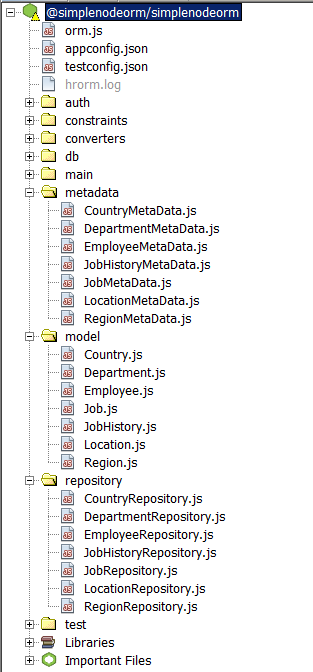 @simplenodeorm/simplenodeorm
orm.js
appconfig.json
testconfig.json
hrorm.log
auth
constraints
converters
db
main
metadata
CountryMetaData.js
DepartmentMetaData.js
EmployeeMetaData.js
JobHistoryMetaData.js
JobMetaData.js
LocationMetaData.js
RegionMetaData.js
model
Country.js
Department.js
Employee.js
Job.js
JobHistory.js
Location.js
Region.js
repository
CountryRepository.js
DepartmentRepository.js
EmployeeRepository.js
JobHistoryRepository.js
JobRepository.js
LocationRepository.js
RegionRepository.js
test
Libraries
Important Files